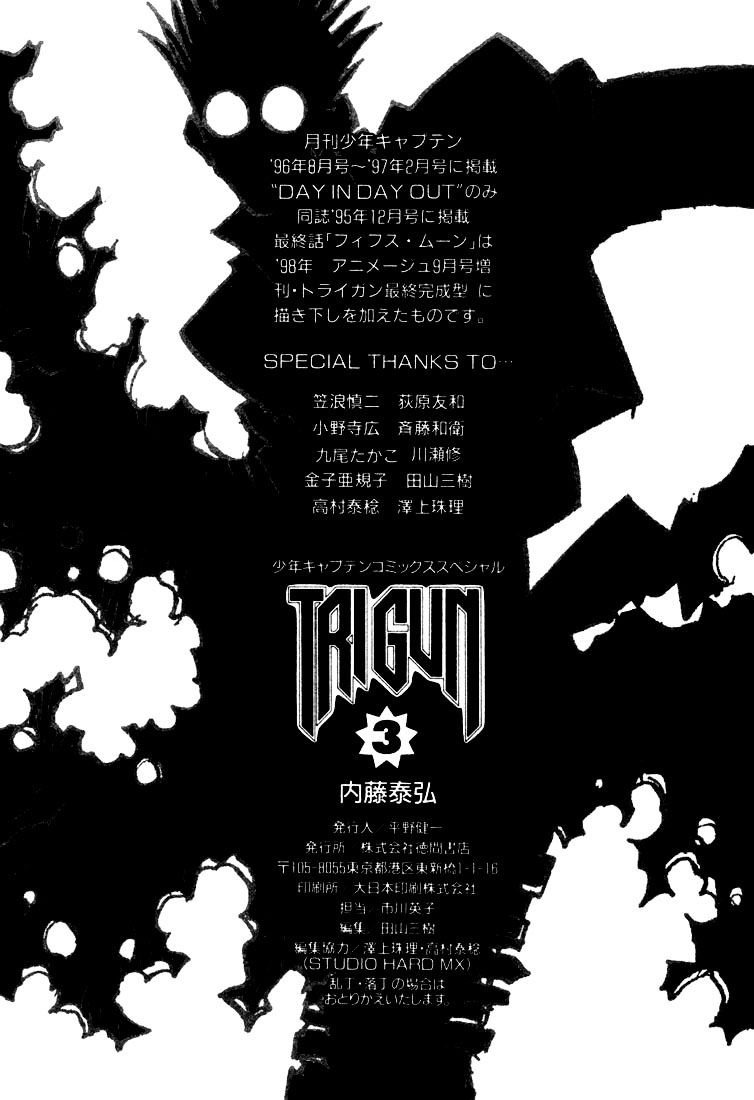 月刊少年キャプテン
'96年8月号〜'97年2月号に掲載
“DAY IN DAY OUT”のみ
同誌'95年12月号に掲載
最終話「フィフス・ムーン」は
'98年　アニメージュ9月号増
刊・トライガン最終完成型 に
描き下しを加えたものです。
SPECIAL THANKS TO…
笠浪慎二　荻原友和
小野寺広　斉藤和衛
九尾たかこ　川瀬修
金子亜規子　田山三樹
高村泰稔　澤上珠理
少年キャプテンコミックススペシャル
TRIGUN
3
内藤泰弘
発行人／平野健一
発行所　株式会社徳間書店
〒105-8055東京都港区東新橋1-1-16
印刷所／大日本印刷株式会社
担当／市川英子
編集／田山三樹
編集協力／澤上珠理・高村泰稔
(STUDIO HARD MX)
乱丁・落丁の場合は
おとりかえいたします。